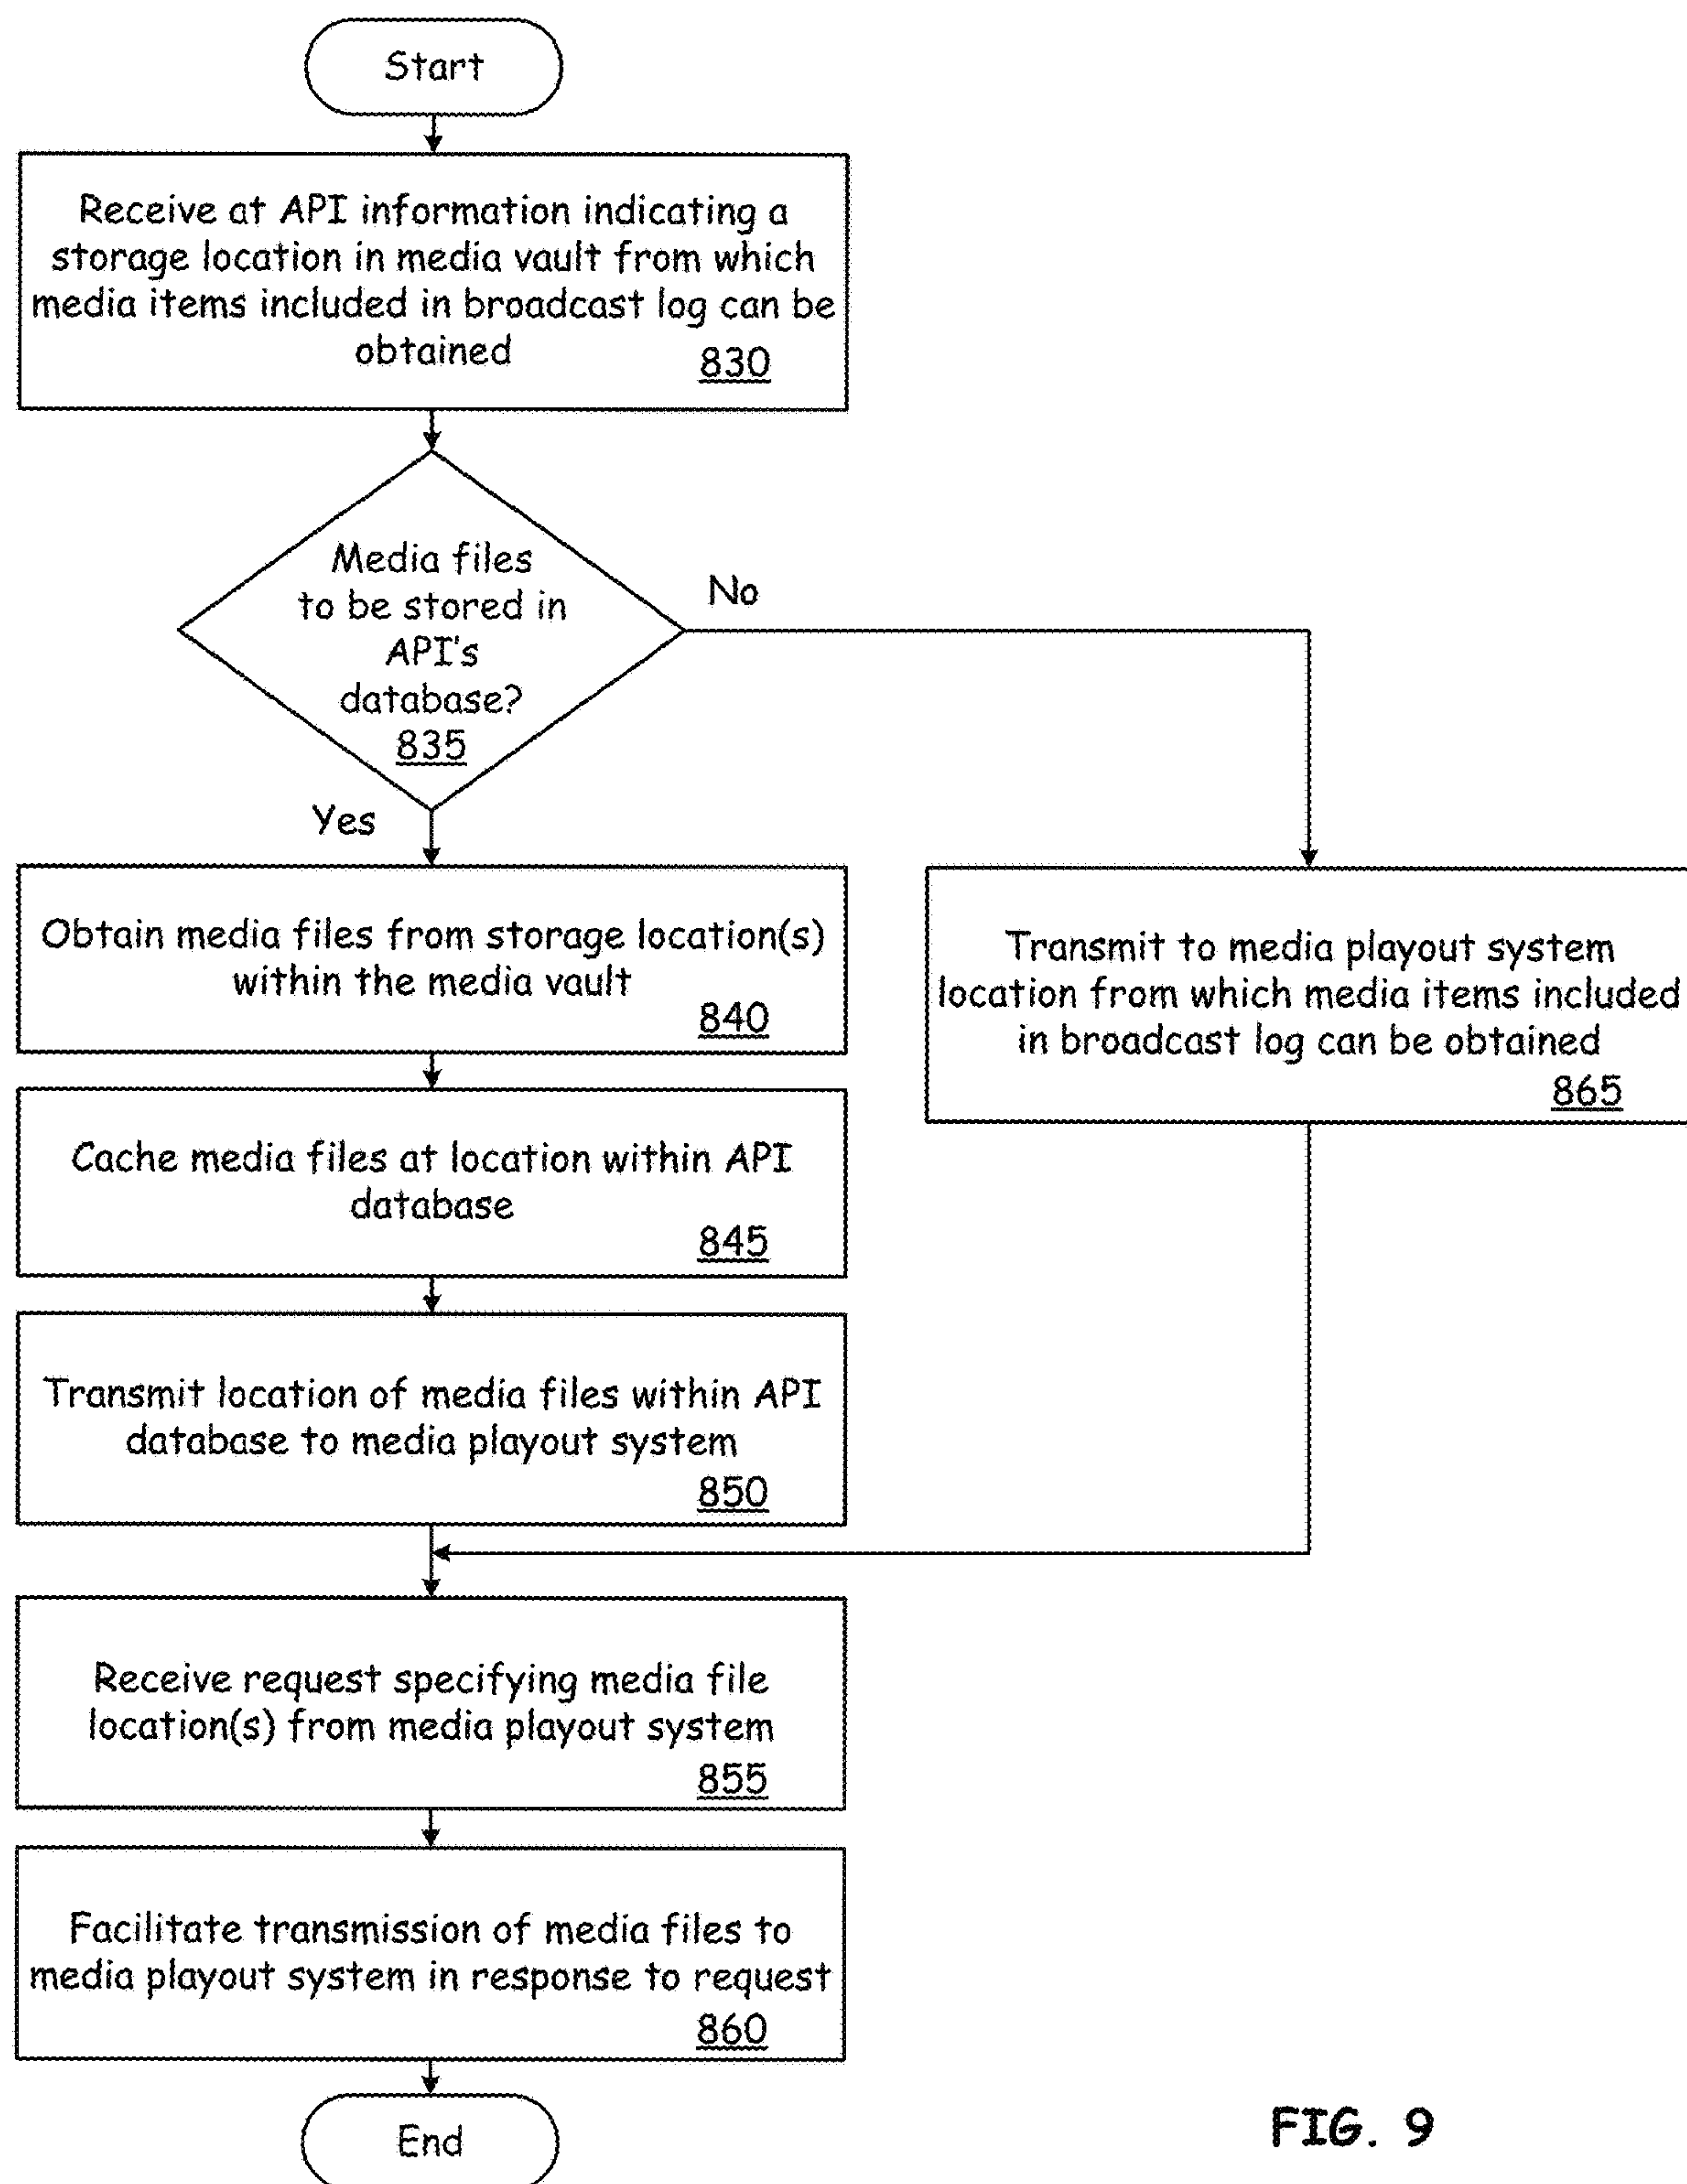 Start
Receive at API information indicating a
storage location in media vault from which
media items included in broadcast log can be
obtained
830
Media files
to be stored in
API's
database?
835
No
Yes
Obtain media files from storage location(s)
within the media vault
840
Transmit to media playout system
location from which media items included
in broadcast log can be obtained
865
Cache media files at location within API
database
845
Transmit location of media files within API
database to media playout system
850
Receive request specifying media file
location(s) from media playout system
855
Facilitate transmission of media files to
media playout system in response to request
860
End
FIG. 9